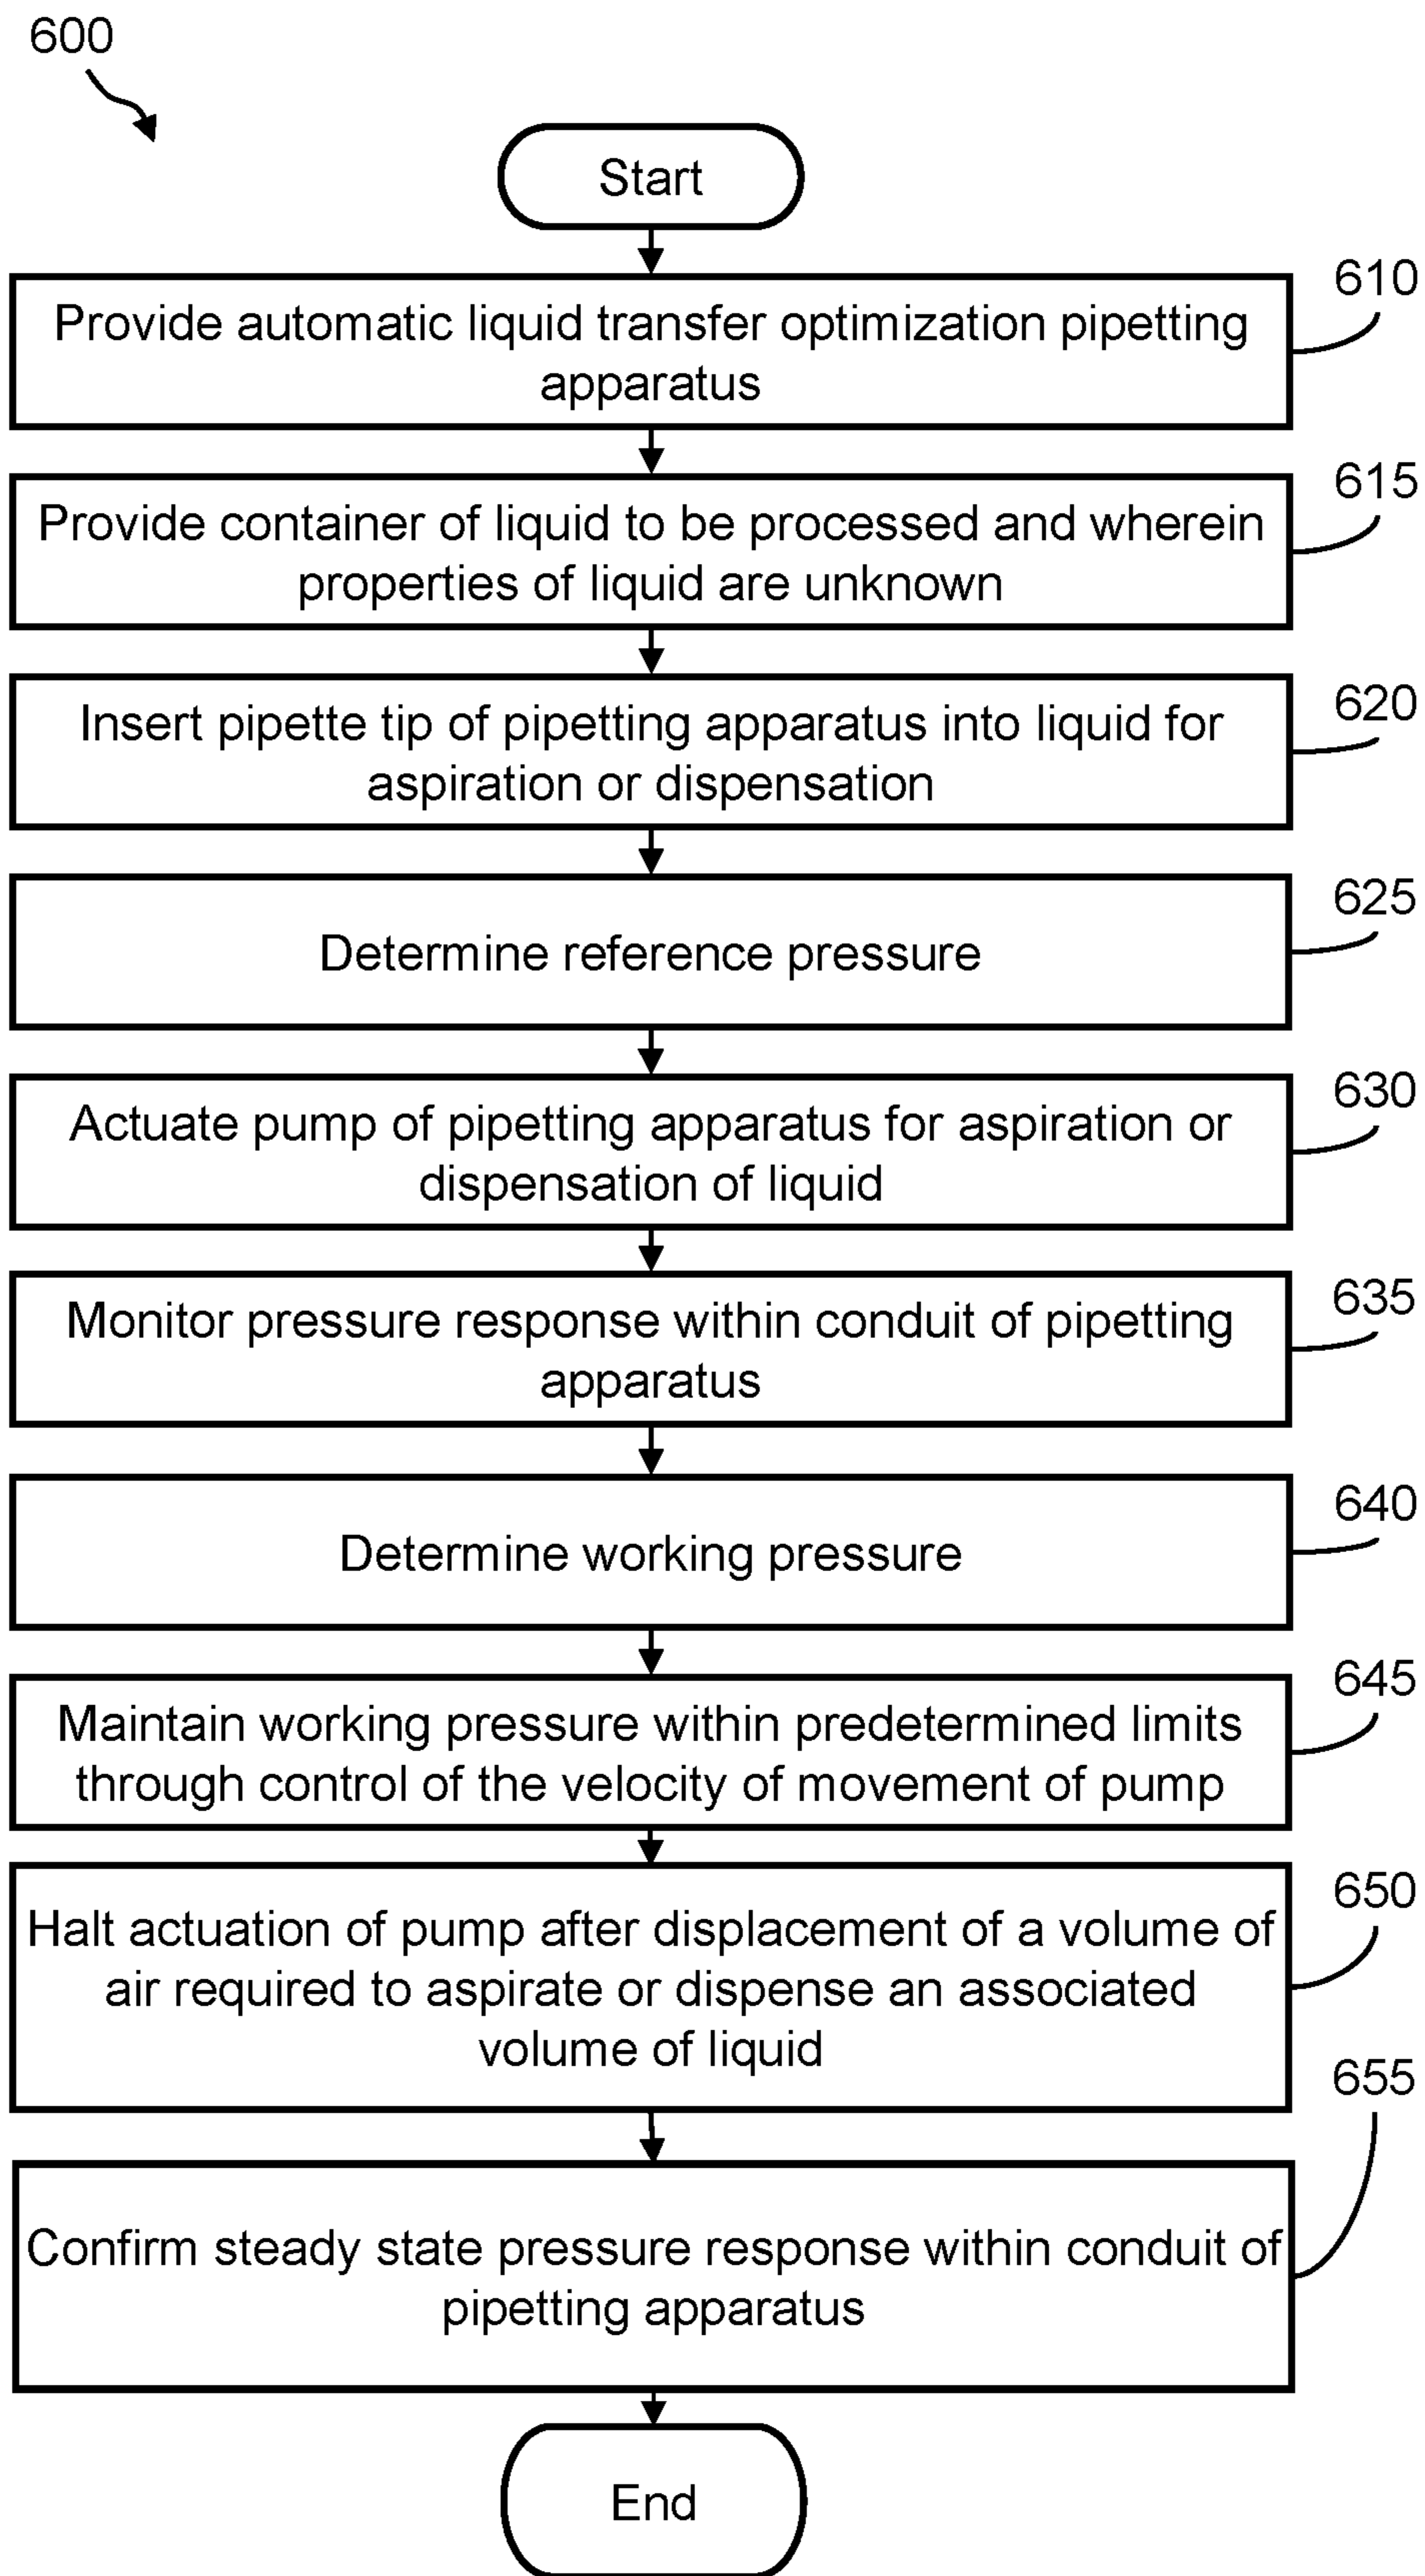 600
Start
610
Provide automatic liquid transfer optimization pipetting
apparatus
615
Provide container of liquid to be processed and wherein
properties of liquid are unknown
620
Insert pipette tip of pipetting apparatus into liquid for
aspiration or dispensation
625
Determine reference pressure
630
Actuate pump of pipetting apparatus for aspiration or
dispensation of liquid
635
Monitor pressure response within conduit of pipetting
apparatus
640
Determine working pressure
645
Maintain working pressure within predetermined limits
through control of the velocity of movement of pump
650
Halt actuation of pump after displacement of a volume of
air required to aspirate or dispense an associated
volume of liquid
655
Confirm steady state pressure response within conduit of
pipetting apparatus
End